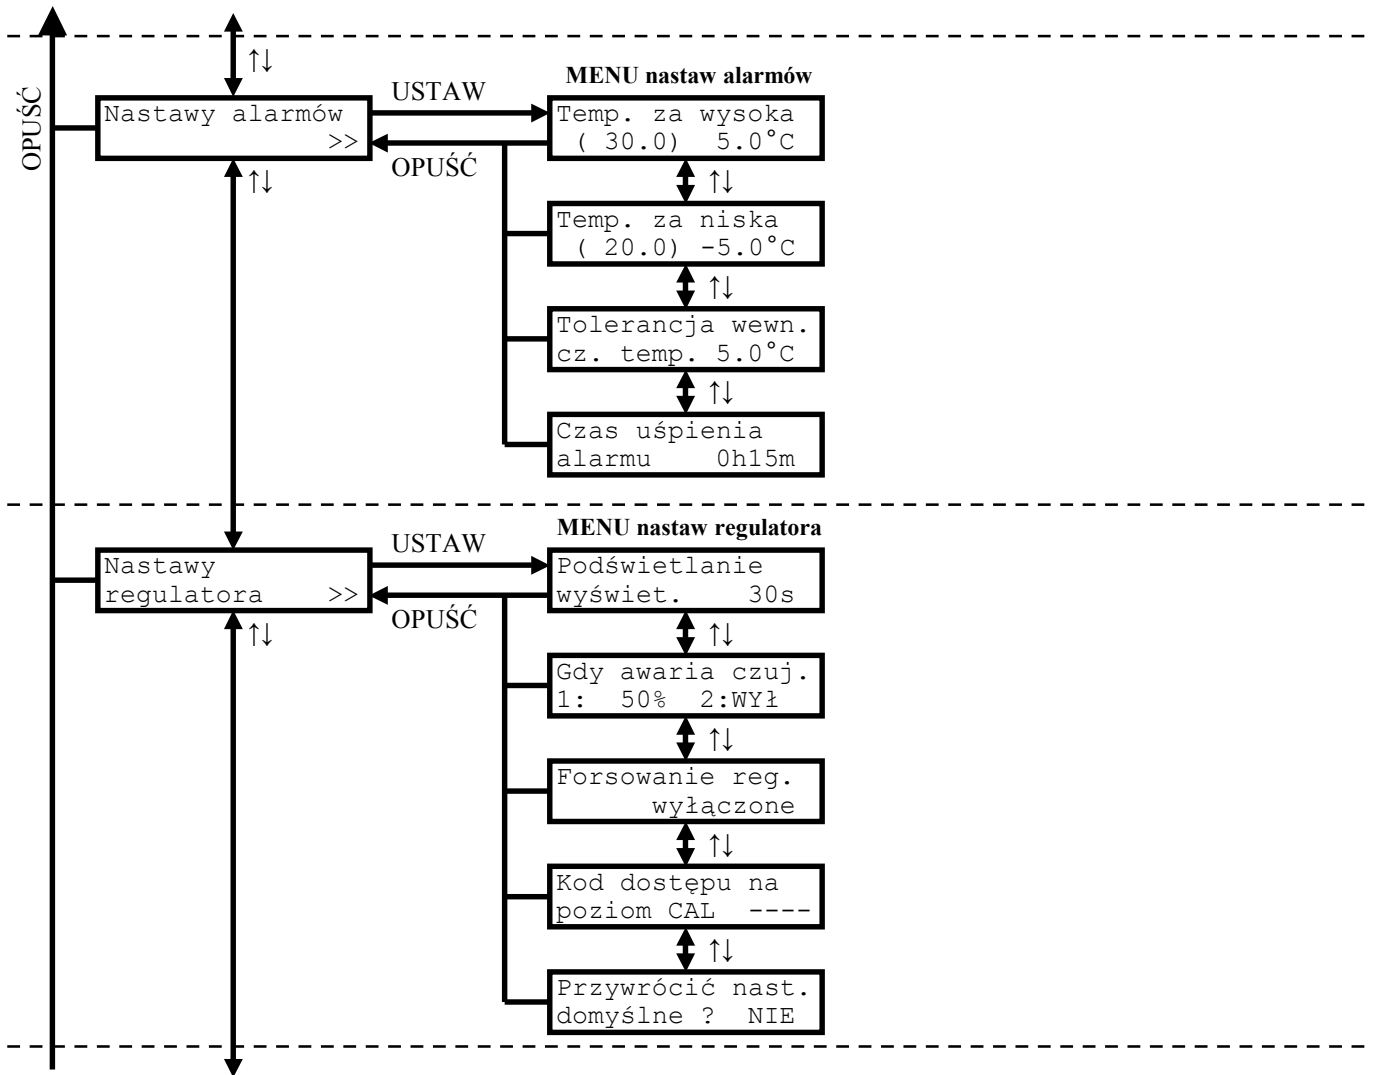 OPUŚĆ
↑↓
MENU nastaw alarmów
Nastawy alarmów
>>
USTAW
OPUŚĆ
↑↓
Temp. za wysoka
( 30.0) 5.0°C
↑↓
Temp. za niska
( 20.0) -5.0°C
↑↓
Tolerancja wewn.
cz. temp. 5.0°C
↑↓
Czas uśpienia
alarmu 0h15m
MENU nastaw regulatora
Nastawy
regulatora >>
USTAW
OPUŚĆ
↑↓
Podświetlanie
wyświet. 30s
↑↓
Gdy awaria czuj.
1: 50% 2:WYł
↑↓
Forsowanie reg.
wyłączone
↑↓
Kod dostępu na
poziom CAL ----
↑↓
Przywrócić nast.
domyślne ? NIE